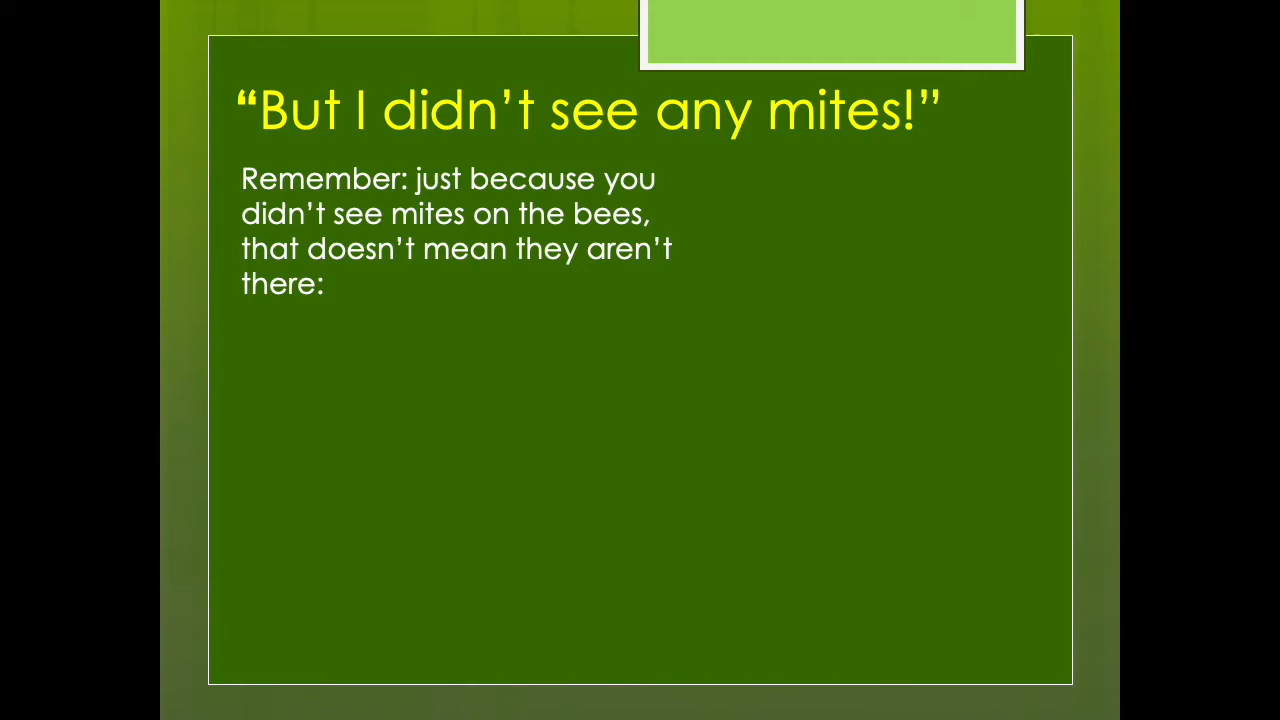 “But I didn’t see any mites!”
Remember: just because you
didn’t see mites on the bees,
that doesn’t mean they aren’t
there: